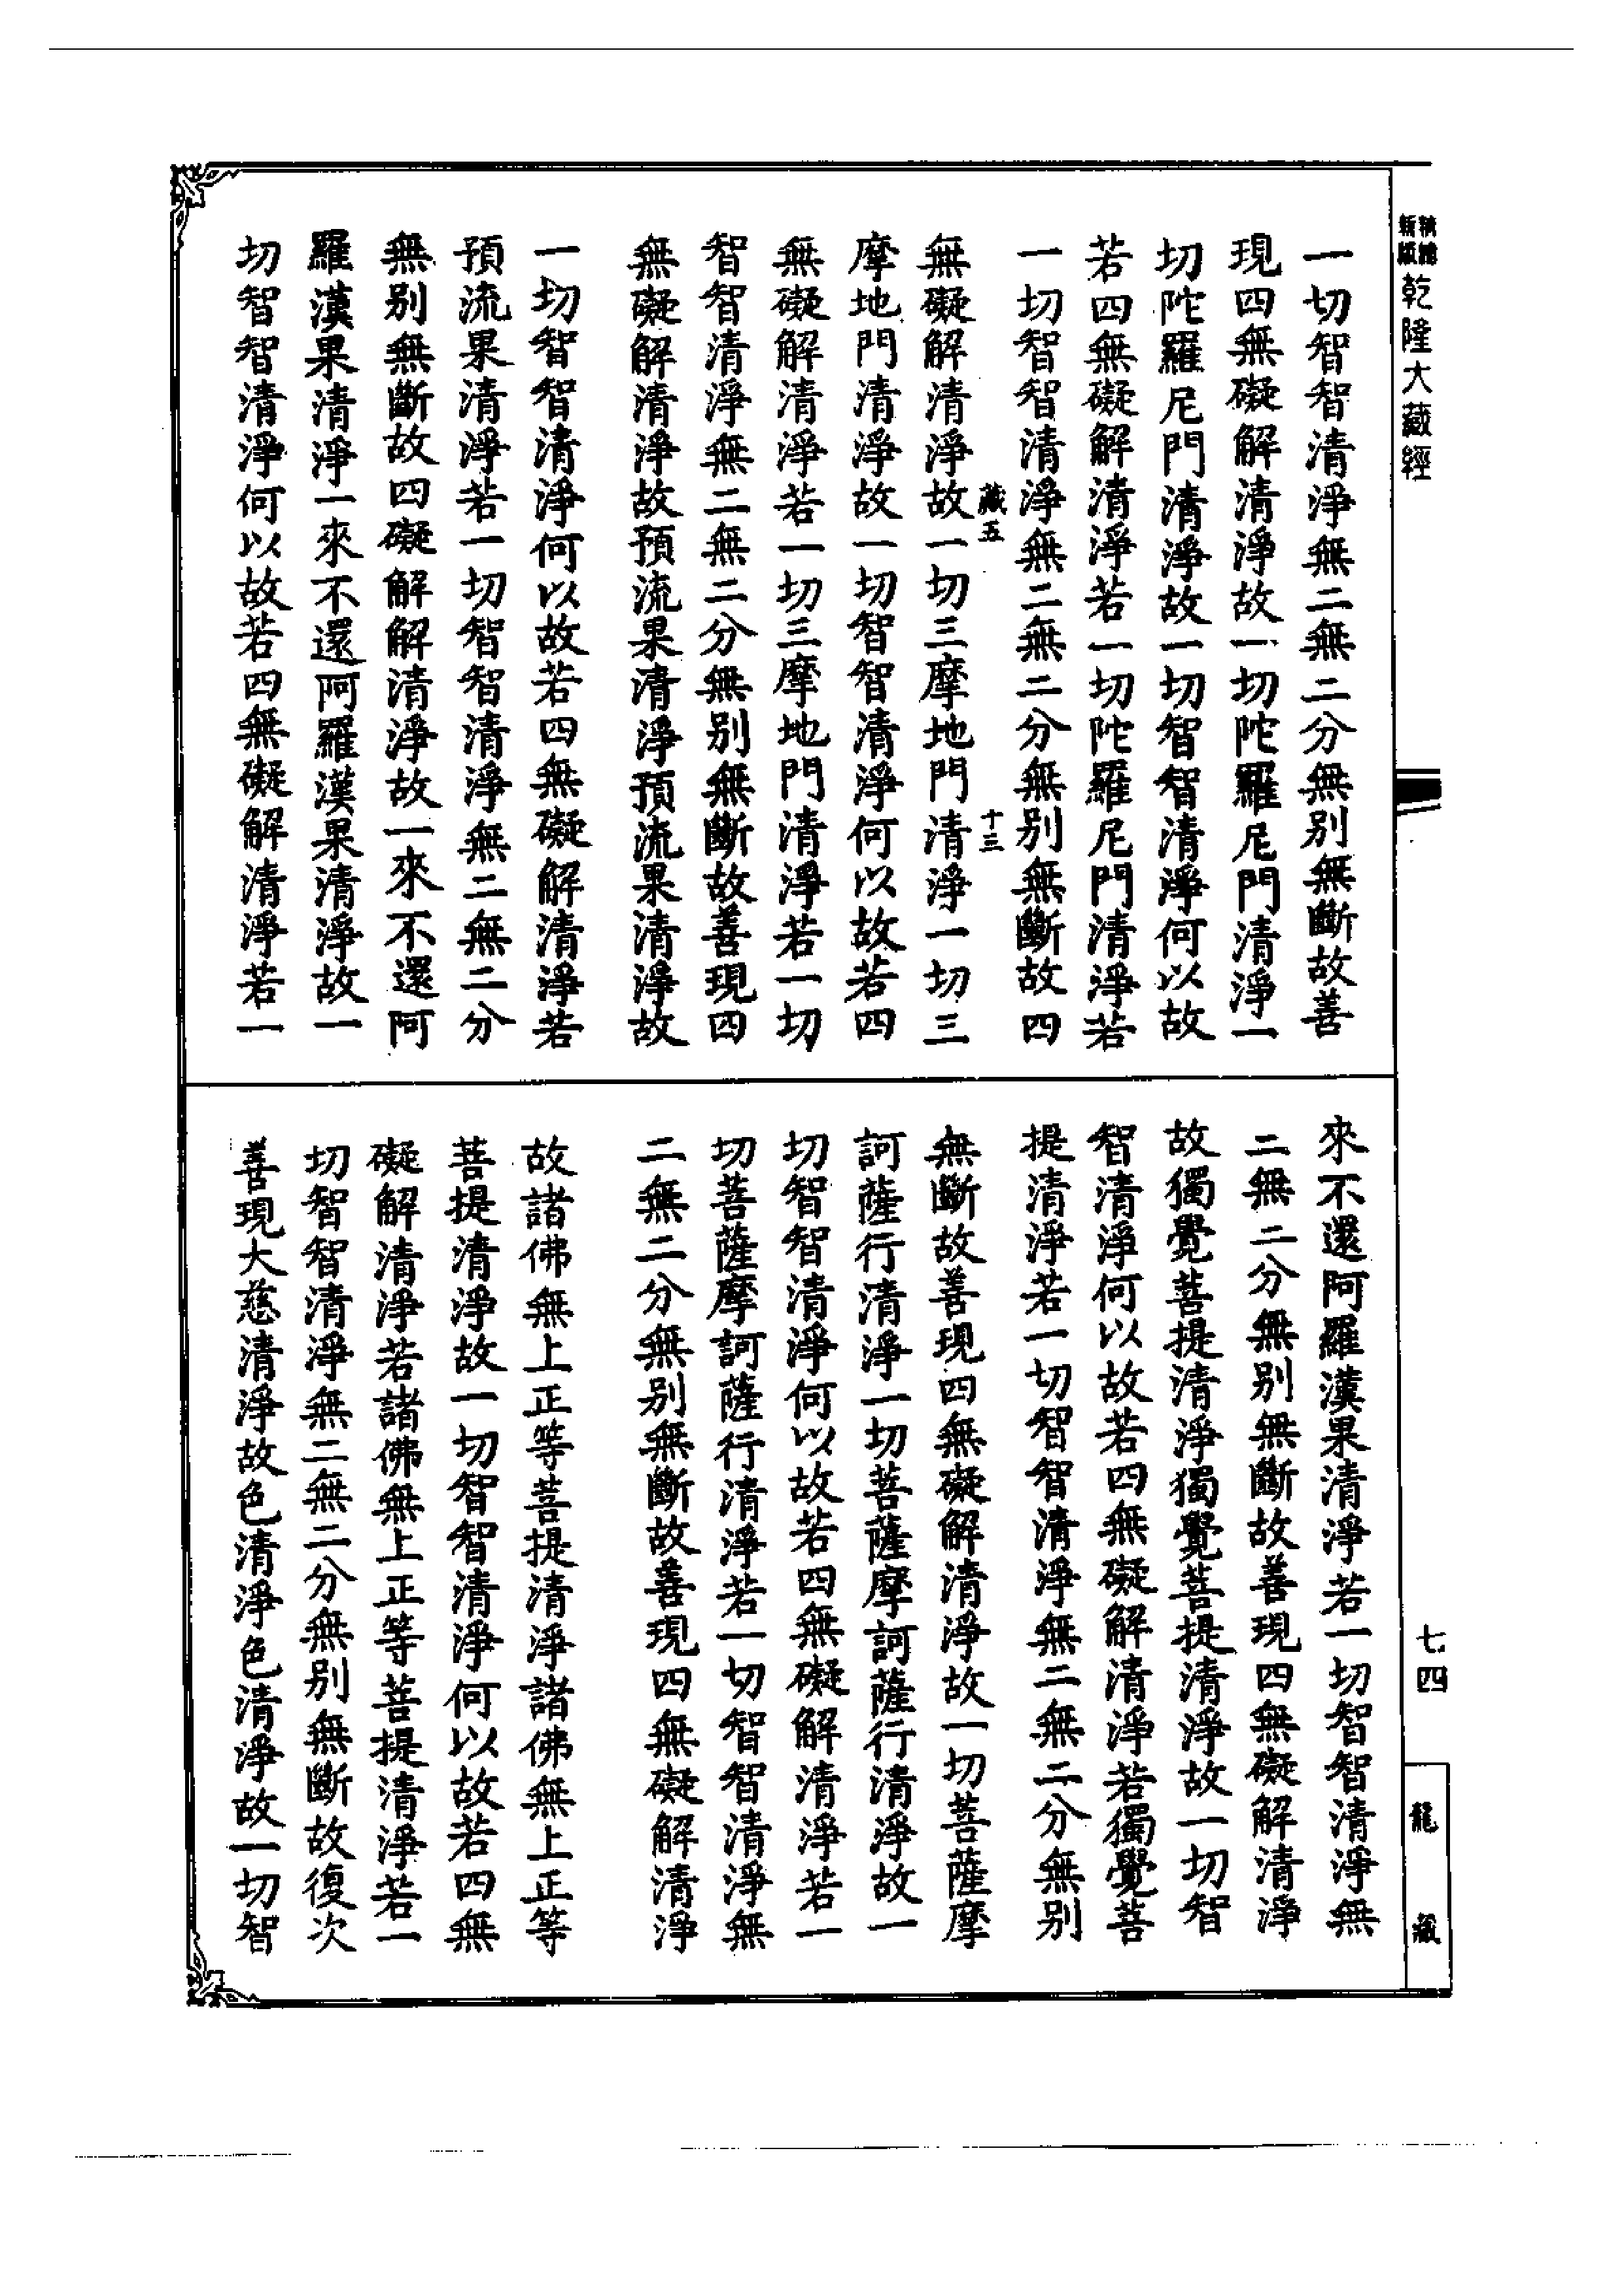 精繕
新版
乾隆大藏經
一切智智清淨無二無二分無別無斷故善
現四無礙解清淨故一切陀羅尼門清淨一
切陀羅尼門清淨故一切智智清淨何以故
若四無礙解清淨若一切陀羅尼門清淨若
一切智智清淨無二無二分無別無斷故四
藏五
十三
無礙解清淨故一切三摩地門清淨一切三
摩地門清淨故一切智智清淨何以故若四
無礙解清淨若一切三摩地門清淨若一切
智智清淨無二無二分無別無斷故善現四
無礙解清淨故預流果清淨預流果清淨故
一切智智清淨何以故若四無礙解清淨若
預流果清淨若一切智智清淨無二無二分
無別無斷故四礙解解清淨故一來不還阿
羅漢果清淨一來不還阿羅漢果清淨故一
切智智清淨何以故若四無礙解清淨若一
來不還阿羅漢果清淨若一切智智清淨無
二無二分無別無斷故善現四無礙解清淨
故獨覺菩提清淨獨覺菩提清淨故一切智
智清淨何以故若四無礙解清淨若獨覺菩
提清淨若一切智智清淨無二無二分無別
無斷故善現四無礙解清淨故一切菩薩摩
訶薩行清淨一切菩薩摩訶薩行清淨故一
切智智清淨何以故若四無礙解清淨若一
切菩薩摩訶薩行清淨若一切智智清淨無
二無二分無別無斷故善現四無礙解清淨
故諸佛無上正等菩提清淨諸佛無上正等
菩提清淨故一切智智清淨何以故若四無
礙解清淨若諸佛無上正等菩提清淨若一
切智智清淨無二無二分無別無斷故復次
善現大慈清淨故色清淨色清淨故一切智
七四
龍藏